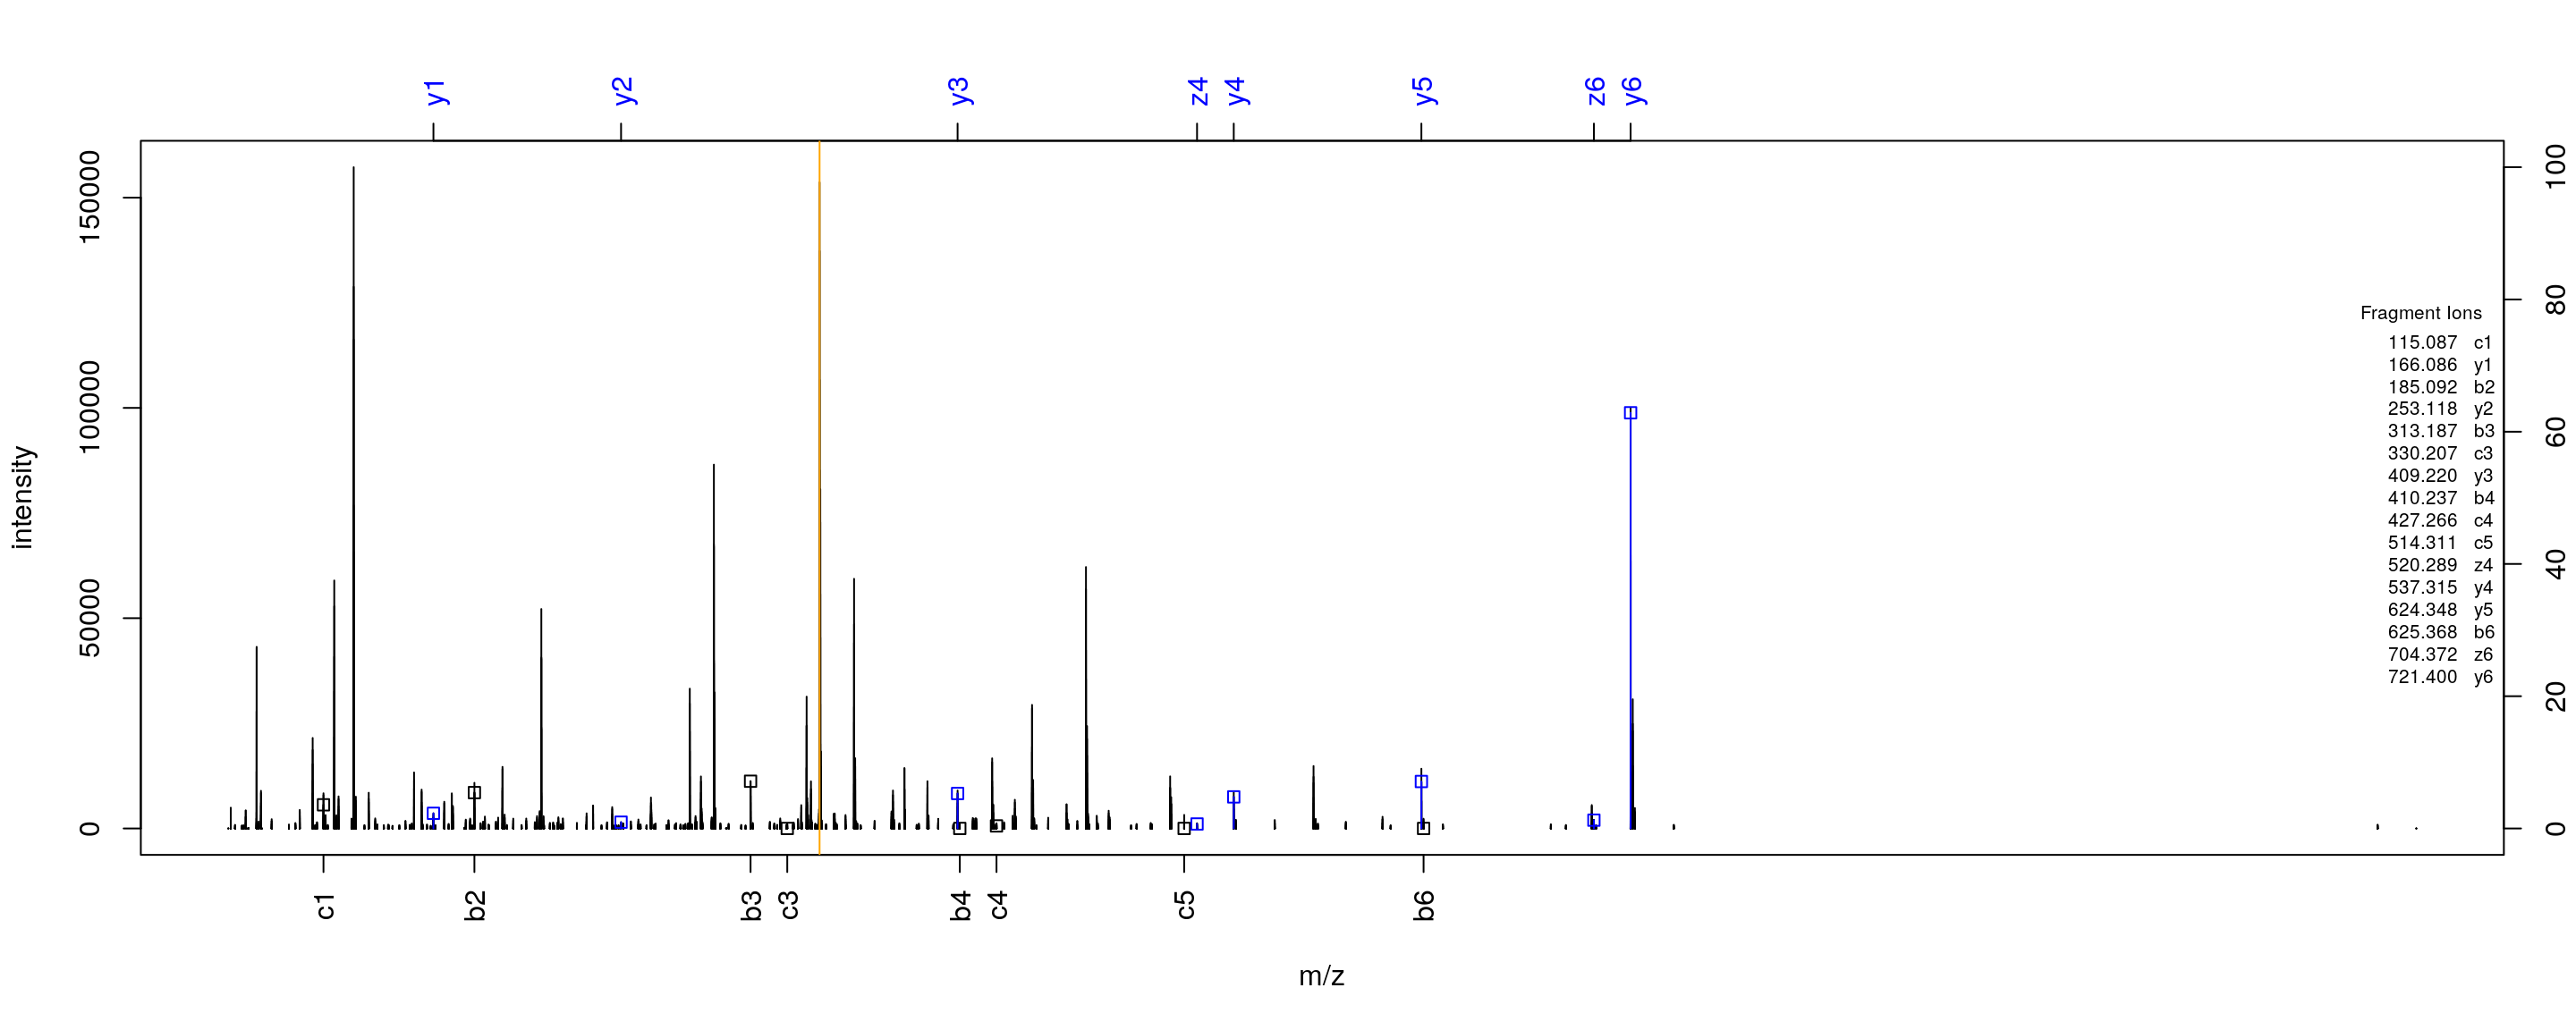 y1 y2 y3 z4 y4 y5 z6 y6
150000
100000
50000
0
intensity
100
80
60
40
20
0
Fragment Ions
115.087 c1
166.086 y1
185.092 b2
253.118 y2
313.187 b3
330.207 c3
409.220 y3
410.237 b4
427.266 c4
514.311 c5
520.289 z4
537.315 y4
624.348 y5
625.368 b6
704.372 z6
721.400 y6
c1 b2 b3 c3 b4 c4 c5 b6
m/z